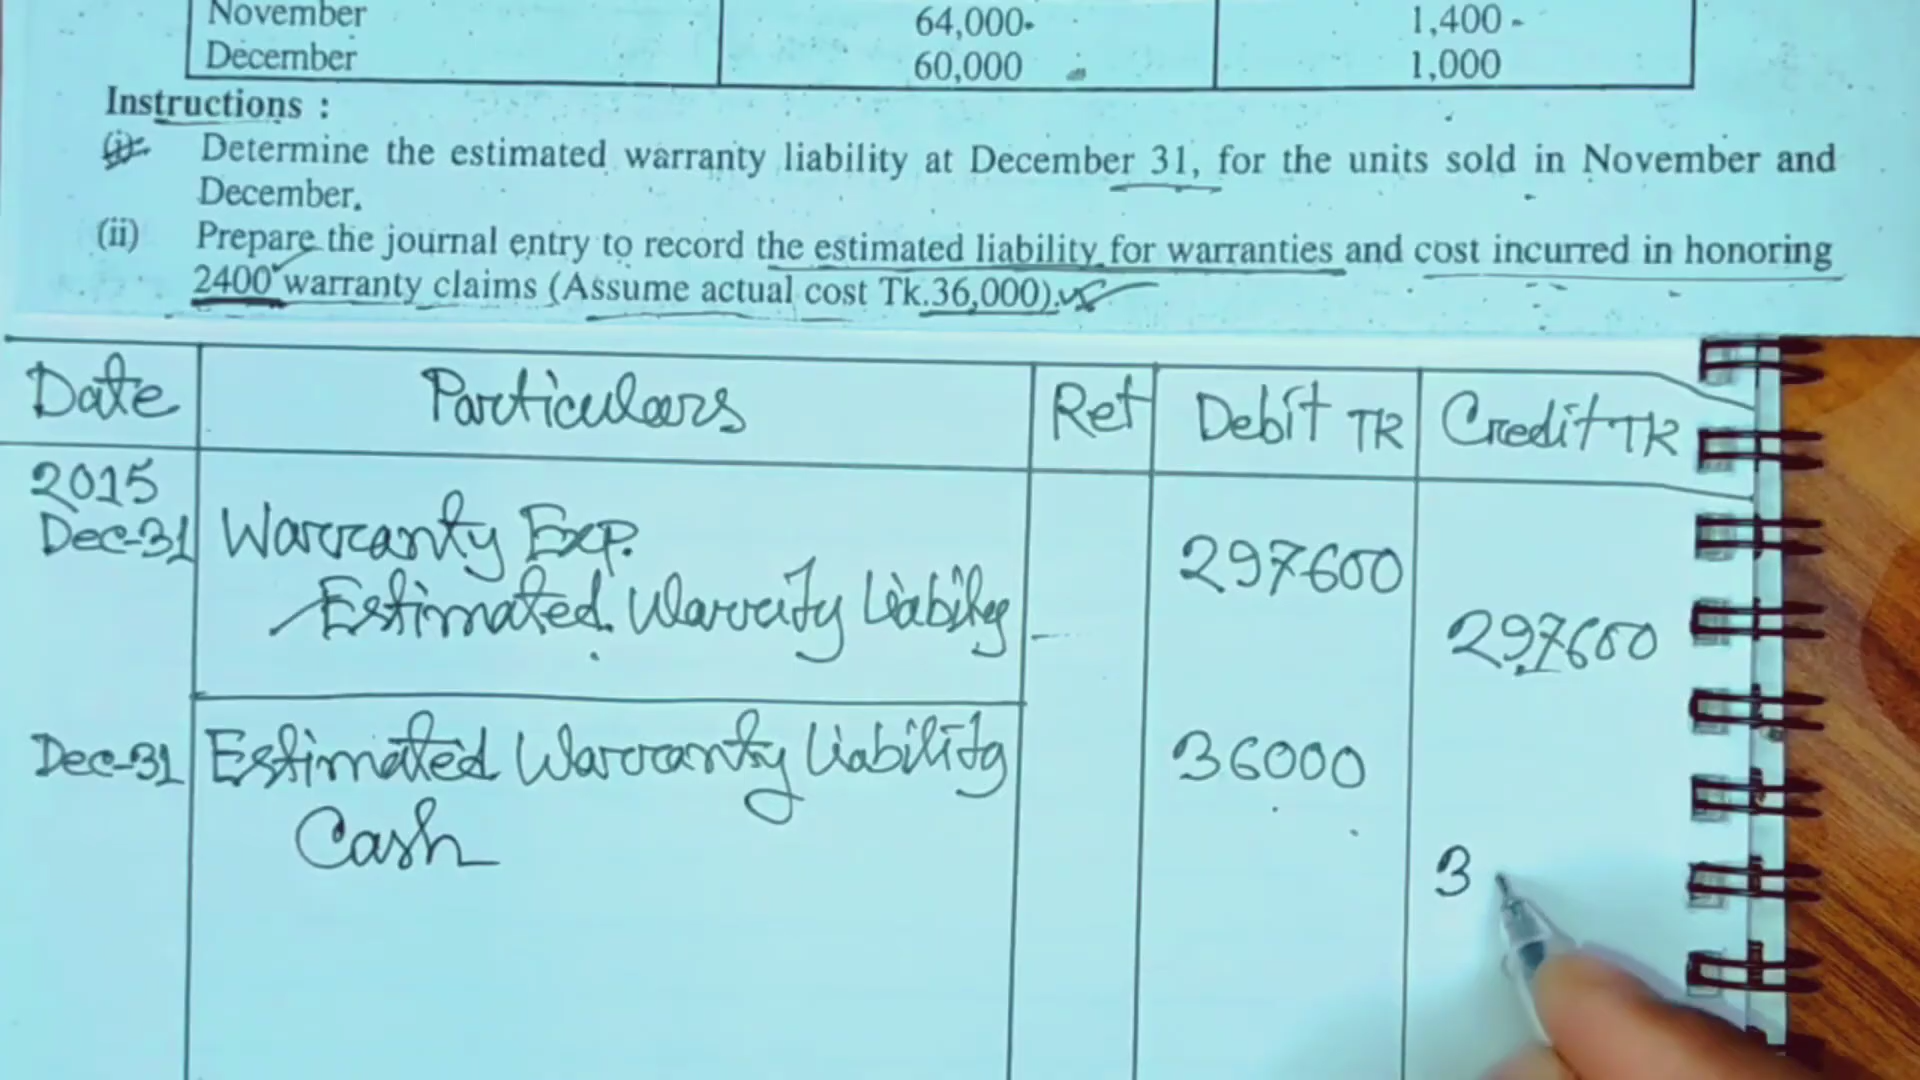 November 64,000 1,400
December 60,000 1,000
Instructions :
(i) Determine the estimated warranty liability at December 31, for the units sold in November and
December.
(ii) Prepare the journal entry to record the estimated liability for warranties and cost incurred in honoring
2400 warranty claims (Assume actual cost Tk.36,000).
Date Particulars Ref Debit TK Credit TK
2015
Dec-31 Warranty Exp. 297600
Estimated Warrity Liability 297600
Dec-31 Estimated Warranty Liability 36000
Cash 3